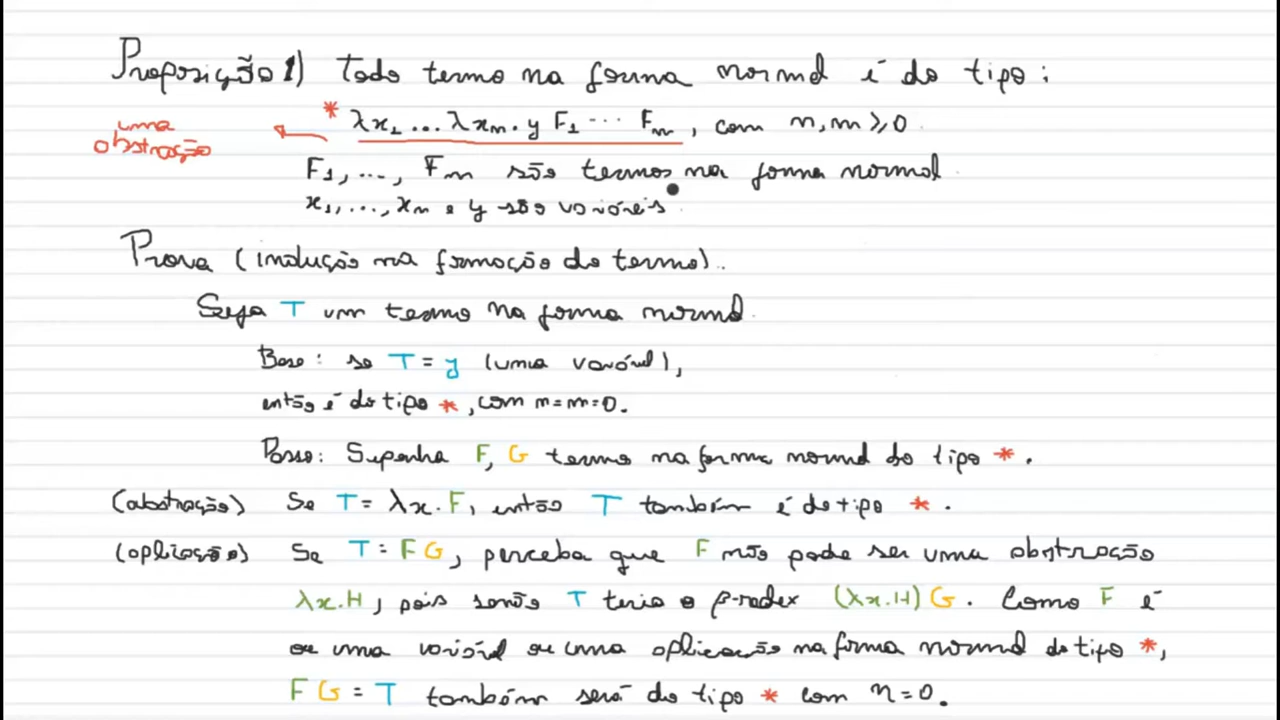 Proposição 1) Todo termo na forma normal é do tipo:
* λx₁ ... λxₙ. y F₁ ... Fₘ, com n, m ≥ 0
uma abstração
F₁, ..., Fₘ são termos na forma normal
x₁, ..., xₙ e y são variáveis.
Prova (indução na formação do termo).
Seja T um termo na forma normal.
Base: se T = y (uma variável),
então é do tipo *, com n=m=0.
Passo: Suponha F, G termo na forma normal do tipo *.
(abstração) Se T = λx.F, então T também é do tipo *.
(aplicação) Se T = F G, perceba que F não pode ser uma abstração
λx.H, pois senão T teria o β-redex (λx.H) G. Como F é
ou uma variável ou uma aplicação na forma normal do tipo *,
F G = T também será do tipo * com n=0.